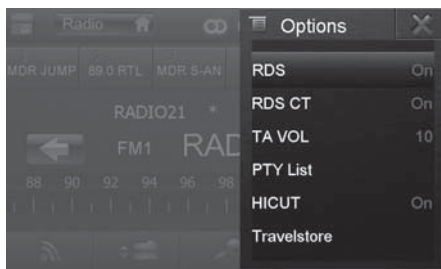 Radio
Options
MDR JUMP 89.0 RTL MDR S-AN
RADIO21 *
FM1 RAD
88 90 92 94 96 98
RDS On
RDS CT On
TA VOL 10
PTY List
HICUT On
Travelstore